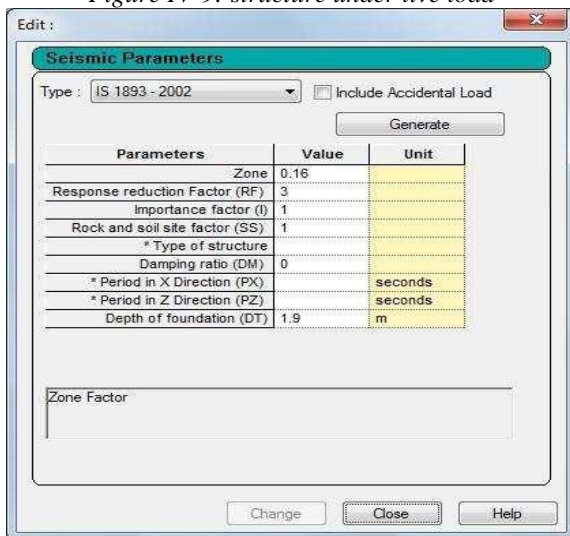 Figure IV-9: structure under live load
Edit :
Seismic Parameters
Type : IS 1893 - 2002 Include Accidental Load
Generate
Parameters Value Unit
Zone 0.16
Response reduction Factor (RF) 3
Importance factor (I) 1
Rock and soil site factor (SS) 1
* Type of structure
Damping ratio (DM) 0
* Period in X Direction (PX) seconds
* Period in Z Direction (PZ) seconds
Depth of foundation (DT) 1.9 m
Zone Factor
Change Close Help